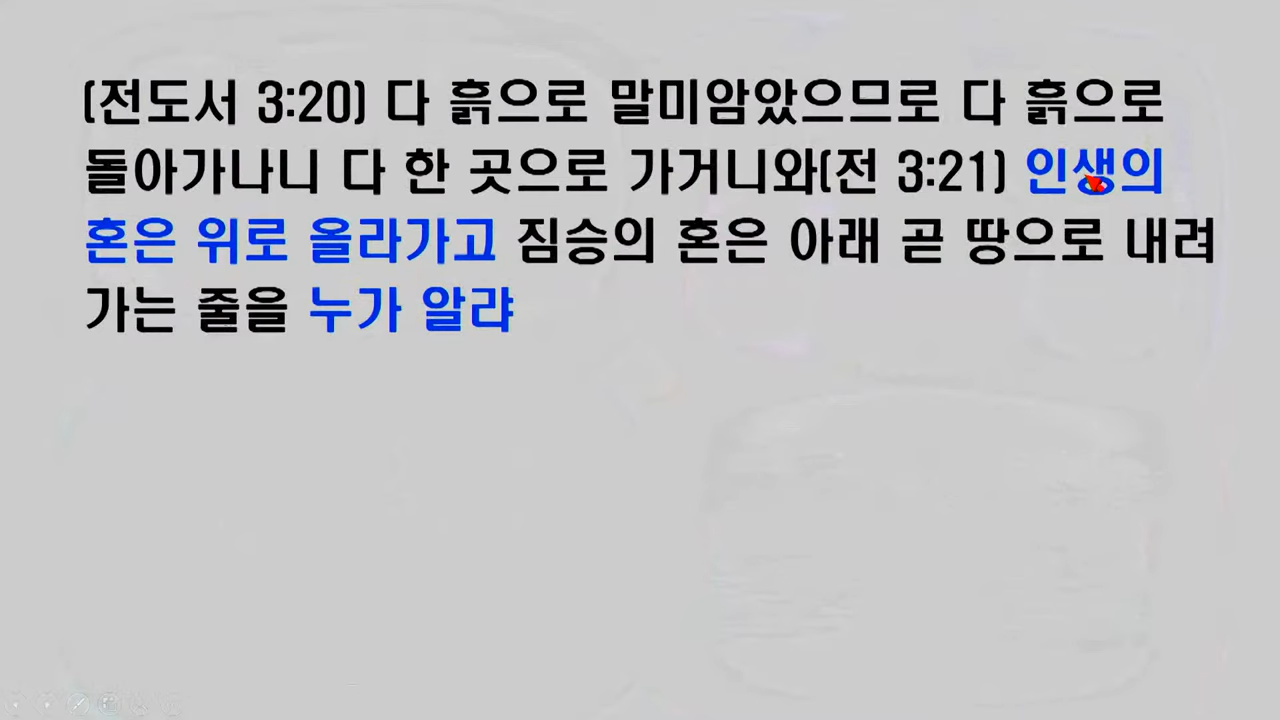 (전도서 3:20) 다 흙으로 말미암았으므로 다 흙으로
돌아가나니 다 한 곳으로 가거니와(전 3:21) 인생의
혼은 위로 올라가고 짐승의 혼은 아래 곧 땅으로 내려
가는 줄을 누가 알랴